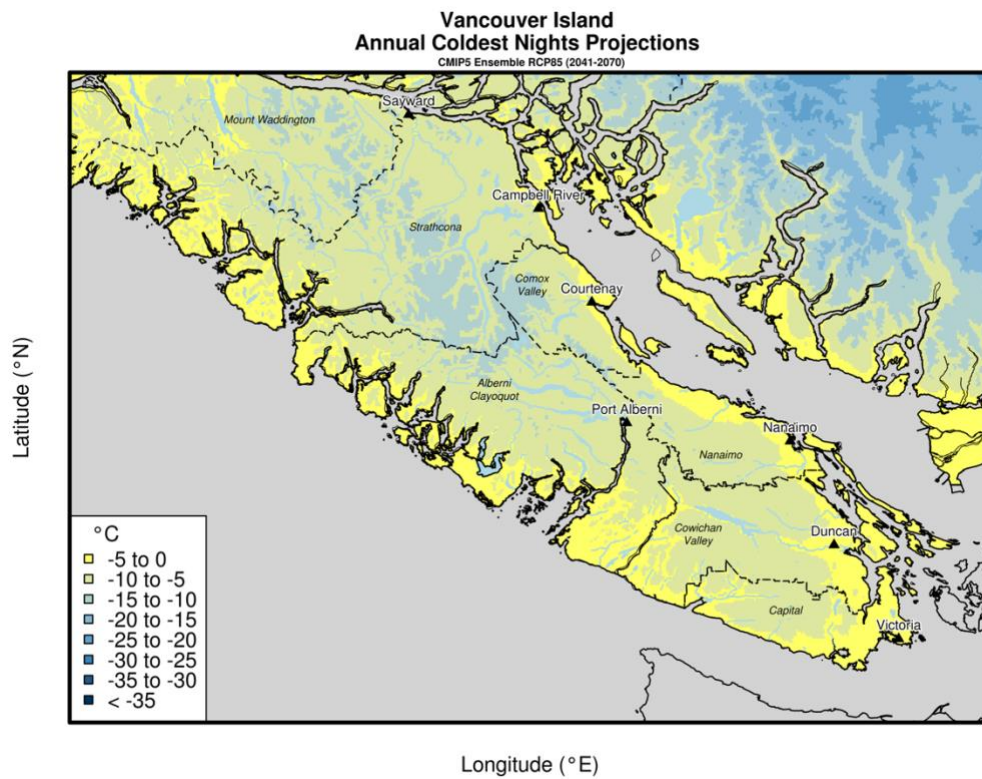 Vancouver Island
Annual Coldest Nights Projections
CMIP5 Ensemble RCP85 (2041-2070)
Sayward
Mount Waddington
Campbell River
Strathcona
Comox
Valley
Courtenay
Latitude (°N)
Alberni
Clayoquot
Port Alberni
Nanaimo
Nanaimo
Cowichan
Valley
Duncan
Capital
Victoria
°C
-5 to 0
-10 to -5
-15 to -10
-20 to -15
-25 to -20
-30 to -25
-35 to -30
< -35
Longitude (°E)